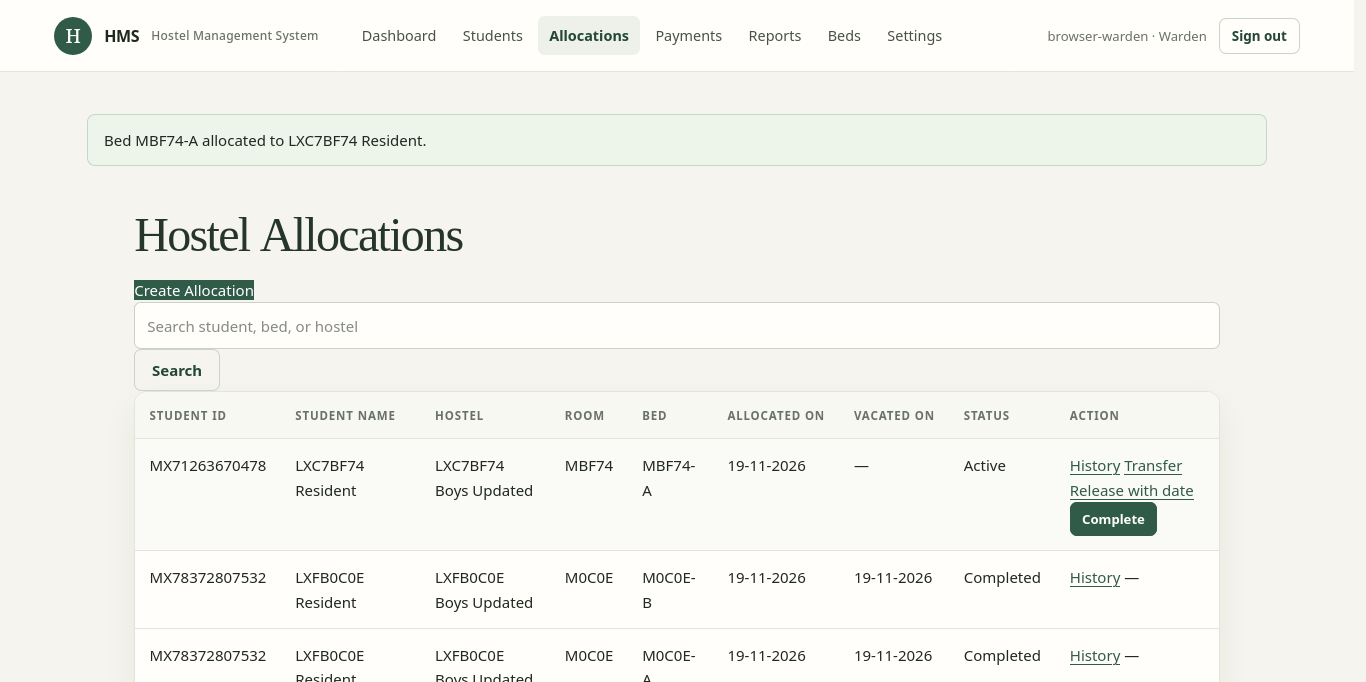 H HMS Hostel Management System Dashboard Students Allocations Payments Reports Beds Settings browser-warden · Warden Sign out
Bed MBF74-A allocated to LXC7BF74 Resident.
Hostel Allocations
Create Allocation
Search student, bed, or hostel
Search
STUDENT ID STUDENT NAME HOSTEL ROOM BED ALLOCATED ON VACATED ON STATUS ACTION
MX71263670478 LXC7BF74 LXC7BF74 MBF74 MBF74- 19-11-2026 — Active History Transfer
Resident Boys Updated A Release with date
Complete
MX78372807532 LXFB0C0E LXFB0C0E M0C0E M0C0E- 19-11-2026 19-11-2026 Completed History —
Resident Boys Updated B
MX78372807532 LXFB0C0E LXFB0C0E M0C0E M0C0E- 19-11-2026 19-11-2026 Completed History —
Resident Boys Updated A